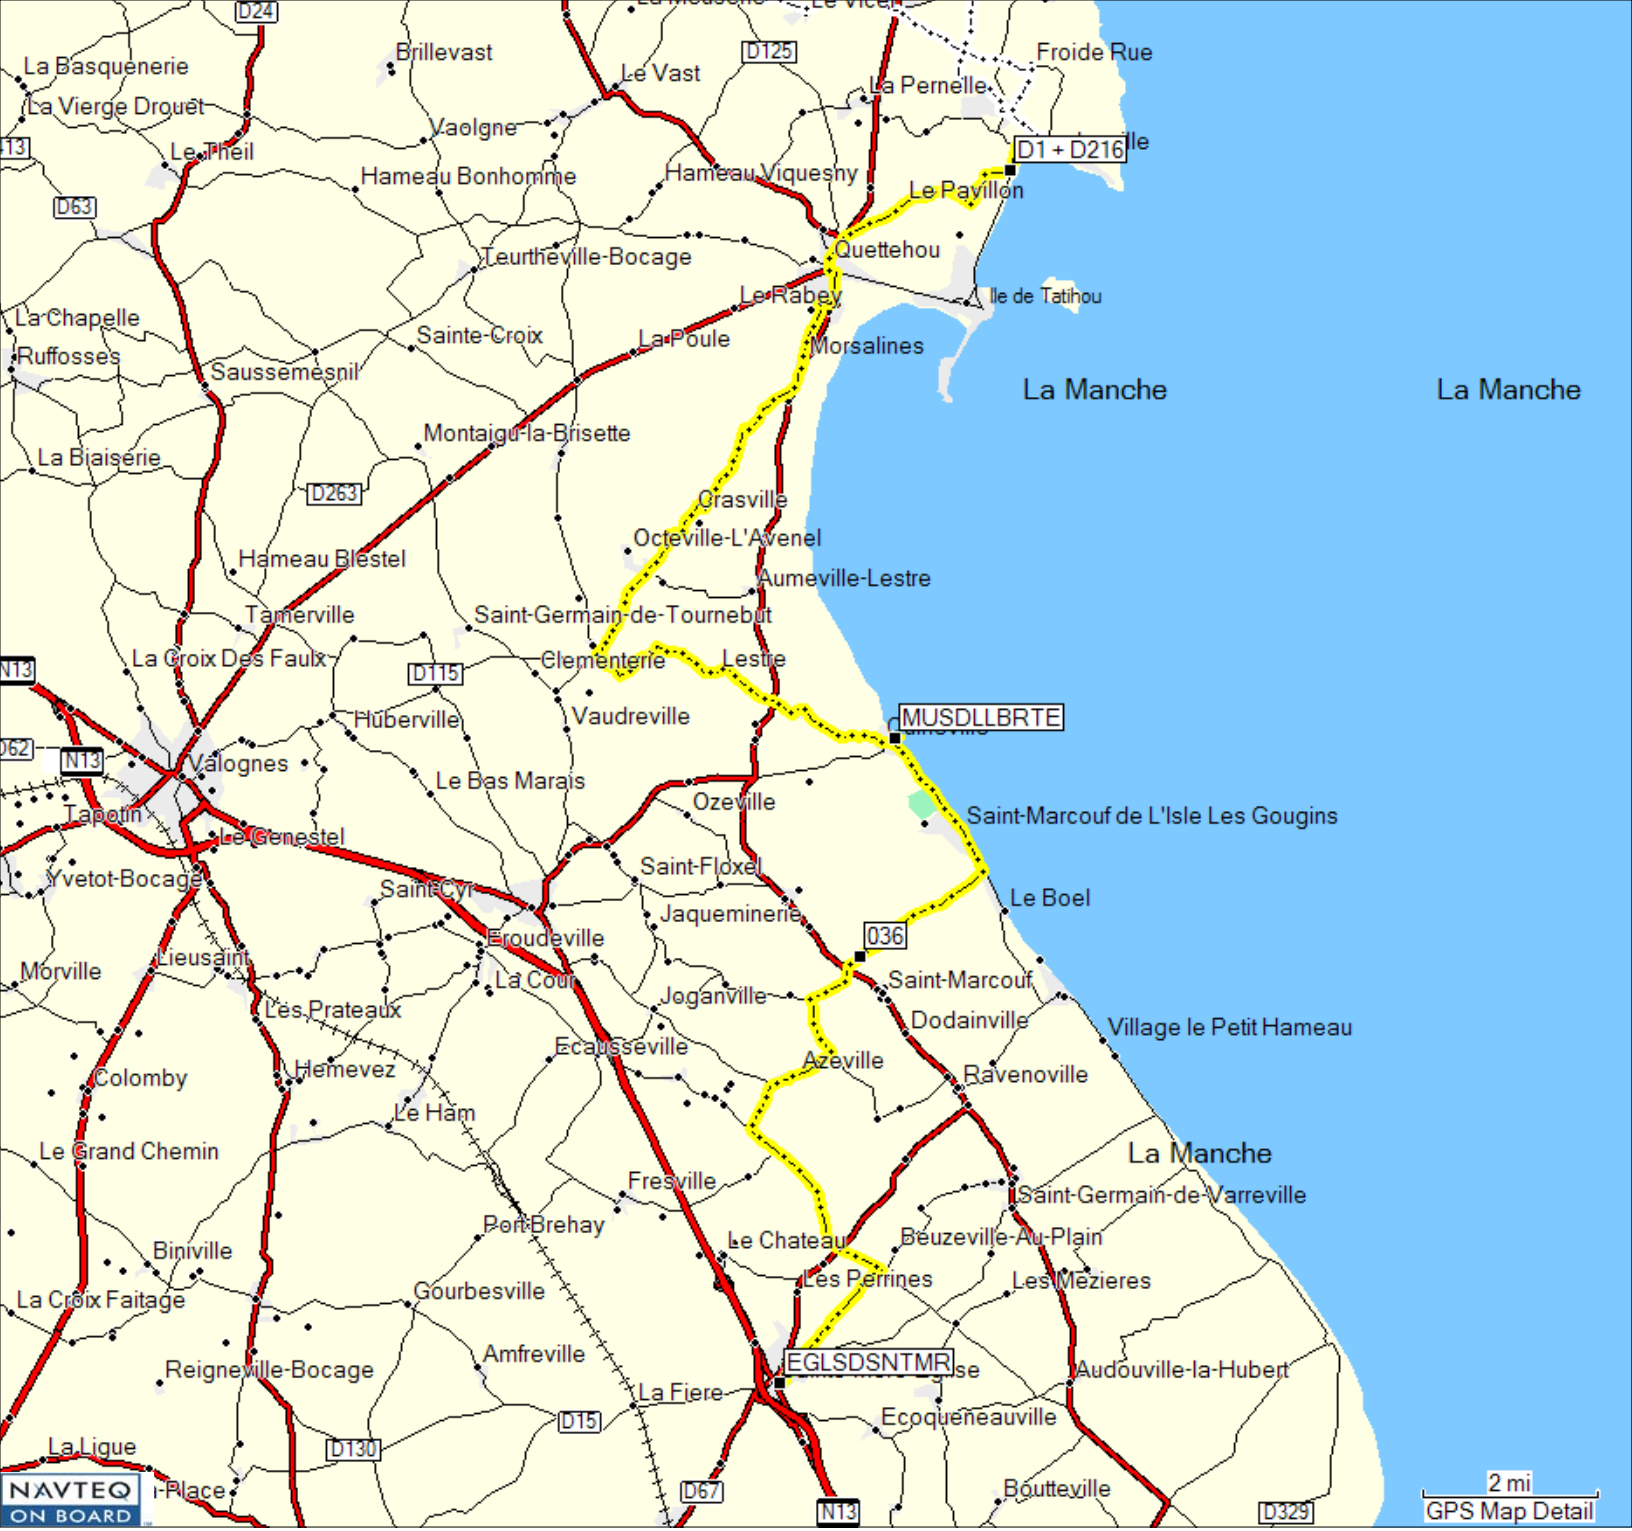 D24
Le Vicel
Brillevast
D125
Froide Rue
La Basquenerie
Le Vast
La Pernelle
La Vierge Drouet
Vaolgne
D1 + D216
Le Theil
Hameau Bonhomme
Hameau Viquesny
Le Pavillon
D63
Quettehou
Teurtheville-Bocage
Le Rabey
Ile de Tatihou
La Chapelle
Sainte-Croix
La Poule
Morsalines
Ruffosses
Saussemesnil
La Manche
La Manche
Montaigu-la-Brisette
La Biaiserie
D263
Crasville
Octeville-L'Avenel
Hameau Blestel
Aumeville-Lestre
Tamerville
Saint-Germain-de-Tournebut
La Croix Des Faulx
Clementerie
Lestre
N13
D115
Huberville
Vaudreville
MUSDLLBRTE
D62
N13
Valognes
Le Bas Marais
Ozeville
Tapotin
Saint-Marcouf de L'Isle Les Gougins
Le Genestel
Saint-Floxel
Yvetot-Bocage
Saint-Cyr
Le Boel
Jaqueminerie
Eroudeville
036
Lieusaint
Morville
La Cour
Saint-Marcouf
Joganville
Les Prateaux
Dodainville
Village le Petit Hameau
Ecausseville
Azeville
Hemevez
Colomby
Ravenoville
Le Ham
Le Grand Chemin
La Manche
Fresville
Saint-Germain-de-Varreville
Port Brehay
Biniville
Le Chateau
Beuzeville-Au-Plain
Les Perrines
Les Mezieres
La Croix Faitage
Gourbesville
Amfreville
EGLSDSNTMR
Reigneville-Bocage
Audouville-la-Hubert
La Fiere
D15
Ecoqueneauville
La Ligue
D130
NAVTEQ
ON BOARD
-Place
D67
N13
Boutteville
2 mi
D329
GPS Map Detail